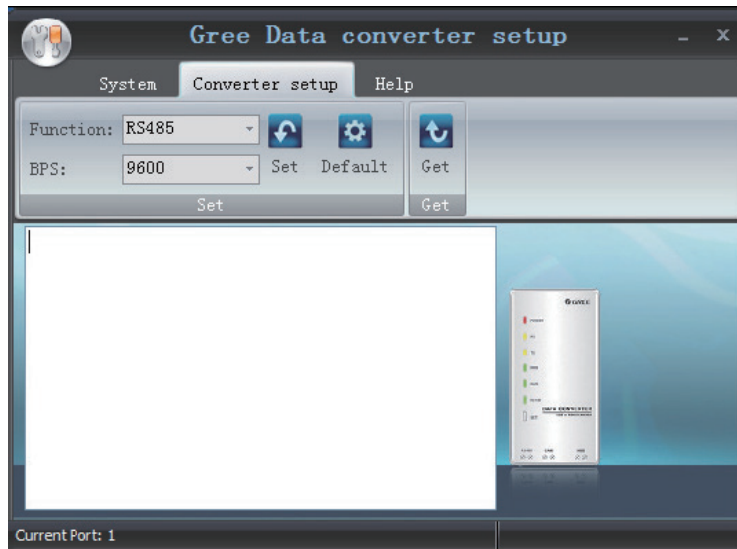 Gree Data converter setup
System Converter setup Help
Function: RS485
BPS: 9600
Set Default Get
Set Get
GREE
DATA CONVERTER
Current Port: 1